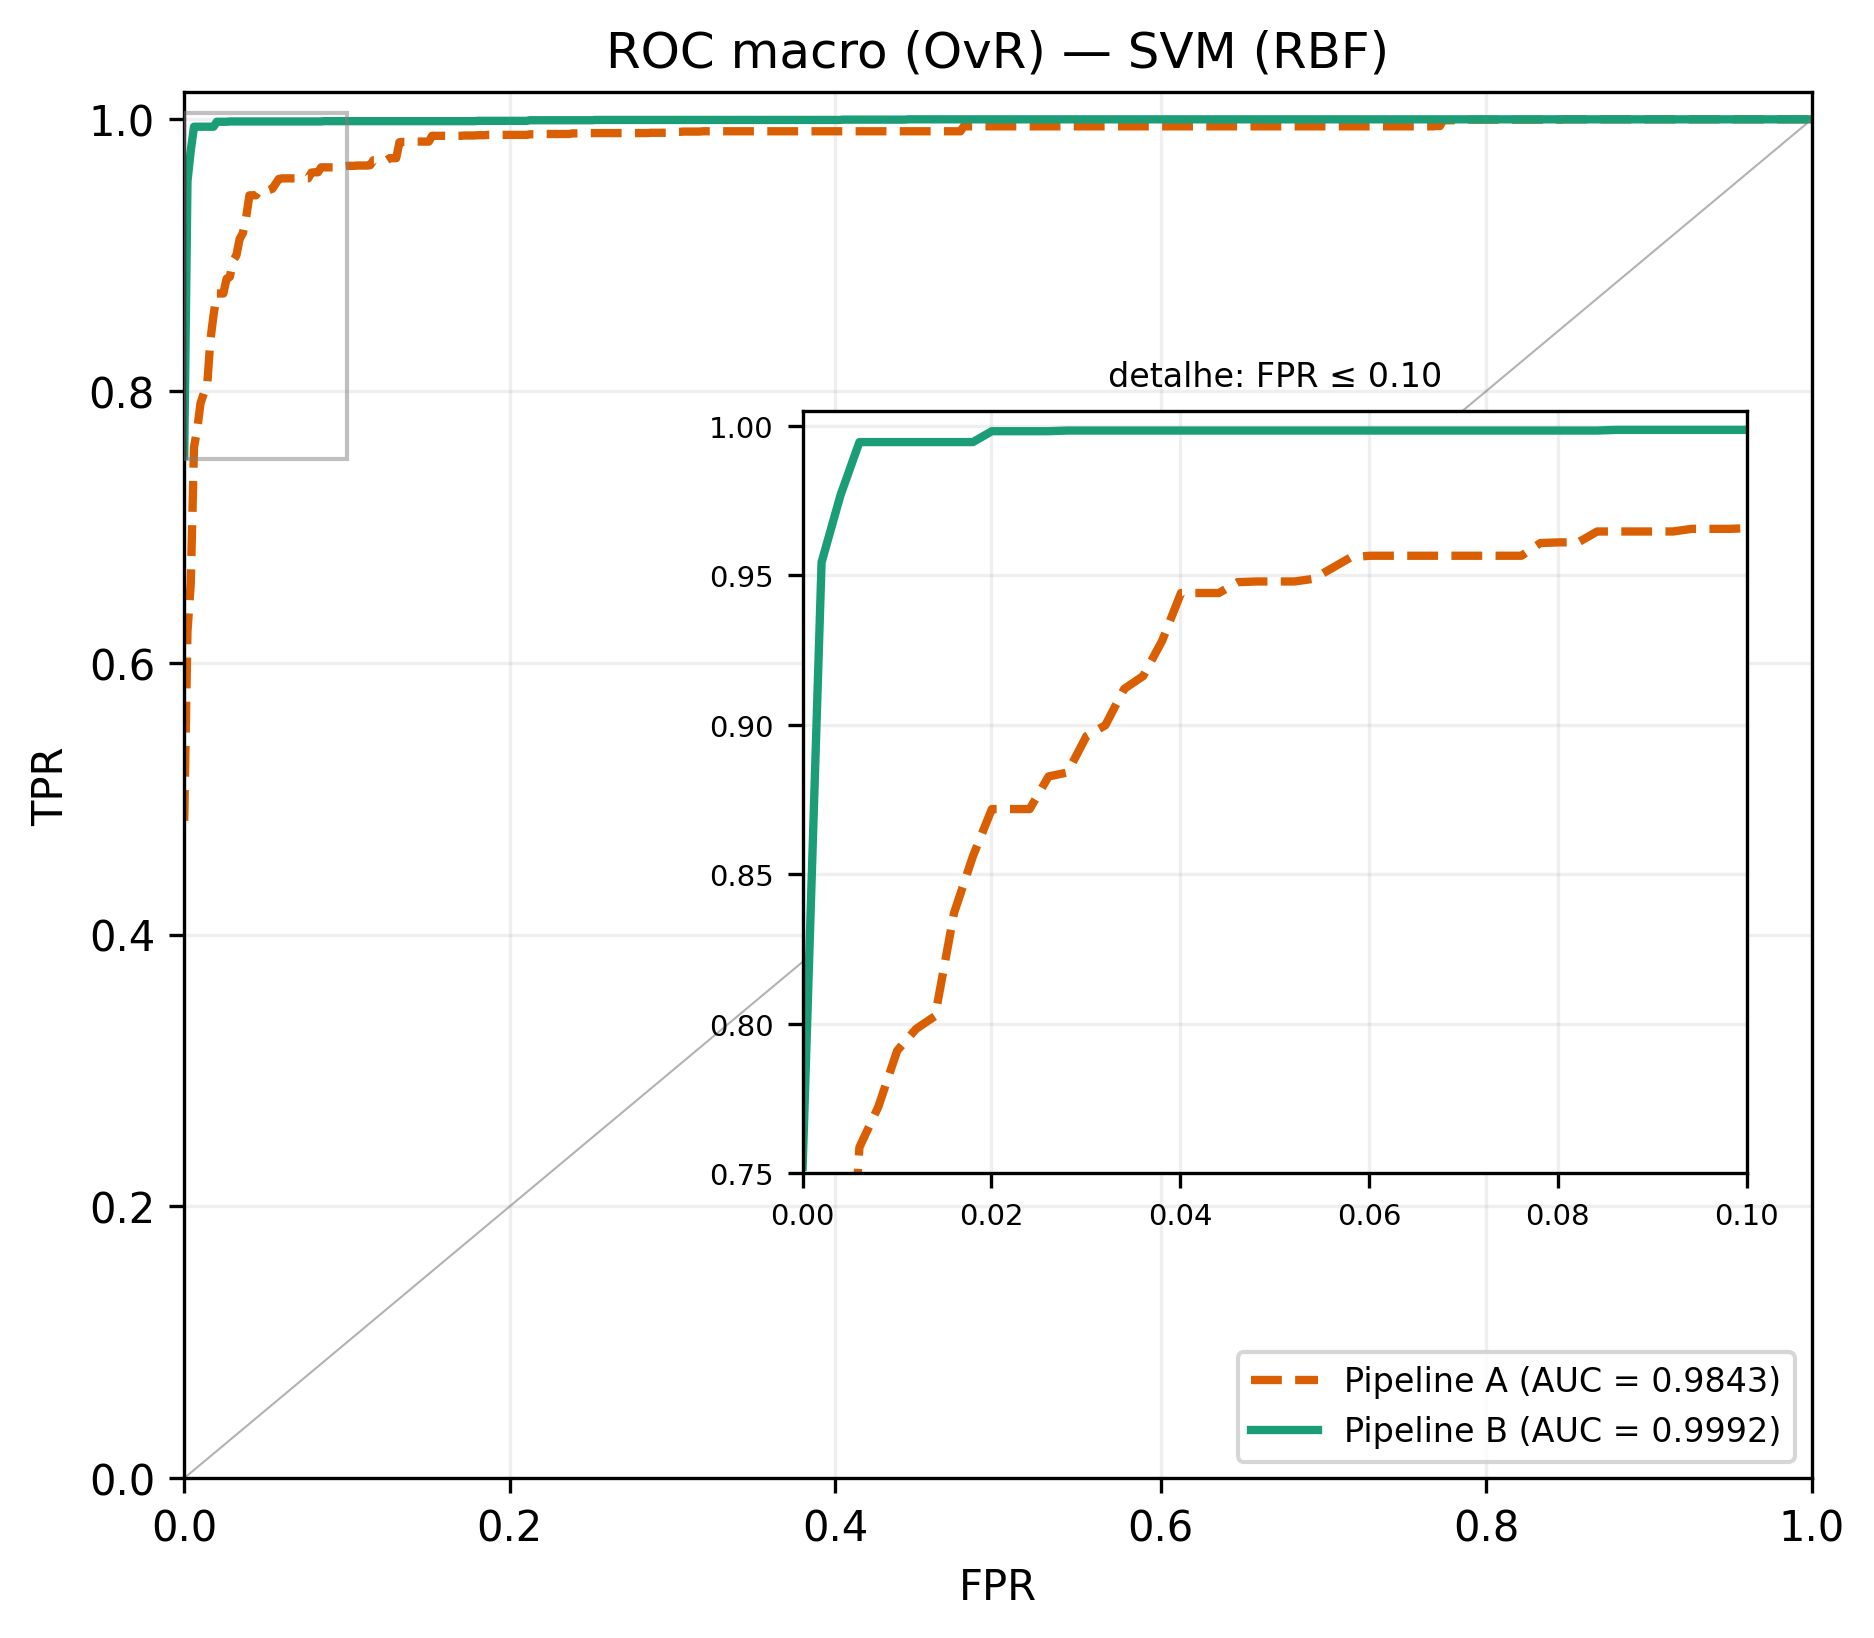 ROC macro (OvR) — SVM (RBF)
1.0
0.8
0.6
0.4
0.2
0.0
TPR
detalhe: FPR ≤ 0.10
1.00
0.95
0.90
0.85
0.80
0.75
0.00 0.02 0.04 0.06 0.08 0.10
Pipeline A (AUC = 0.9843)
Pipeline B (AUC = 0.9992)
0.0 0.2 0.4 0.6 0.8 1.0
FPR